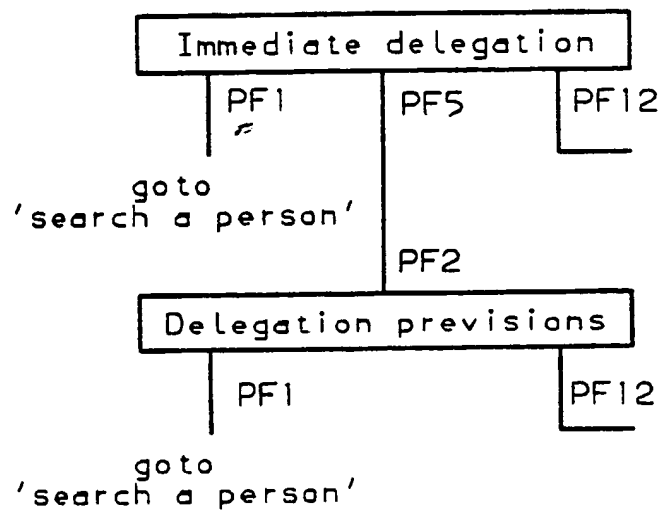 Immediate delegation
PF1 PF5 PF12
goto
'search a person'
PF2
Delegation previsions
PF1 PF12
goto
'search a person'